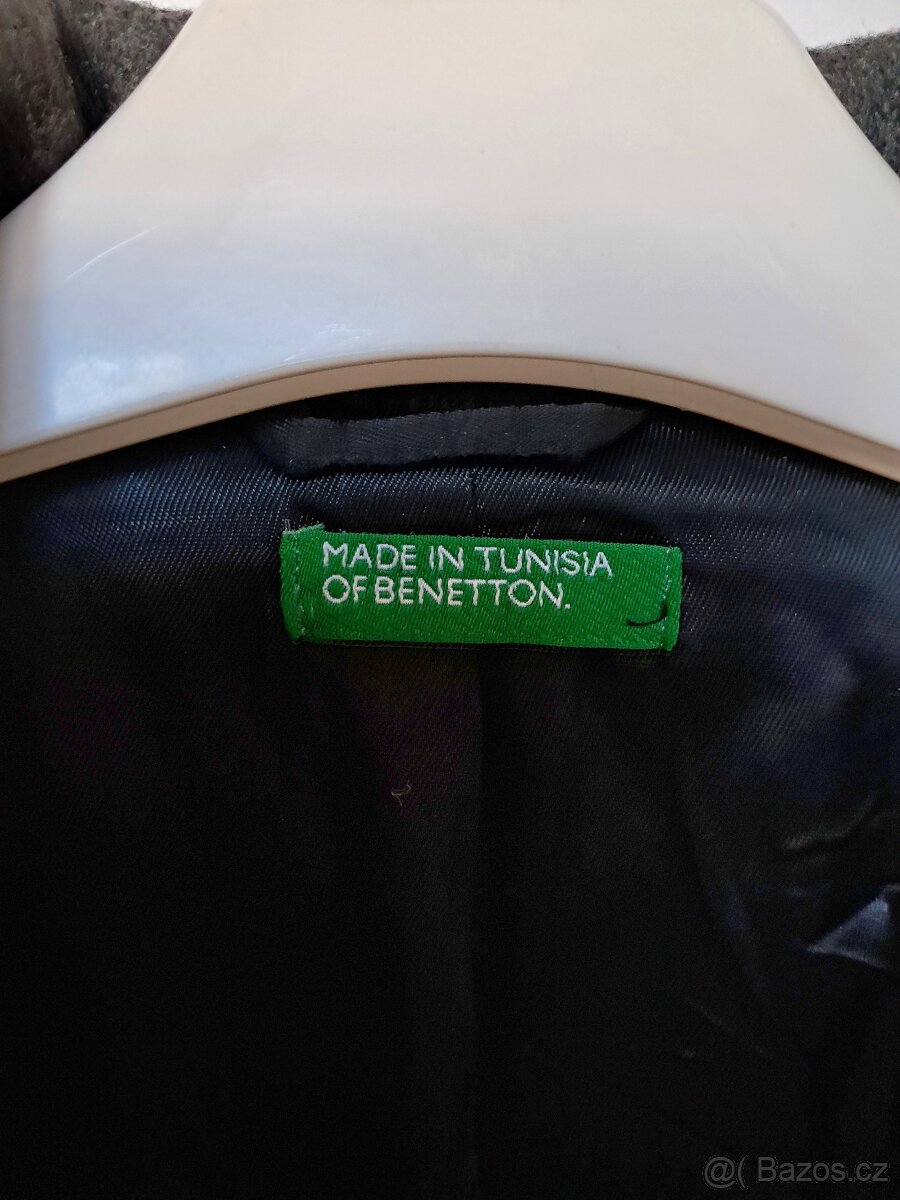 MADE IN TUNISIA
OF BENETTON.
@( Bazos.cz